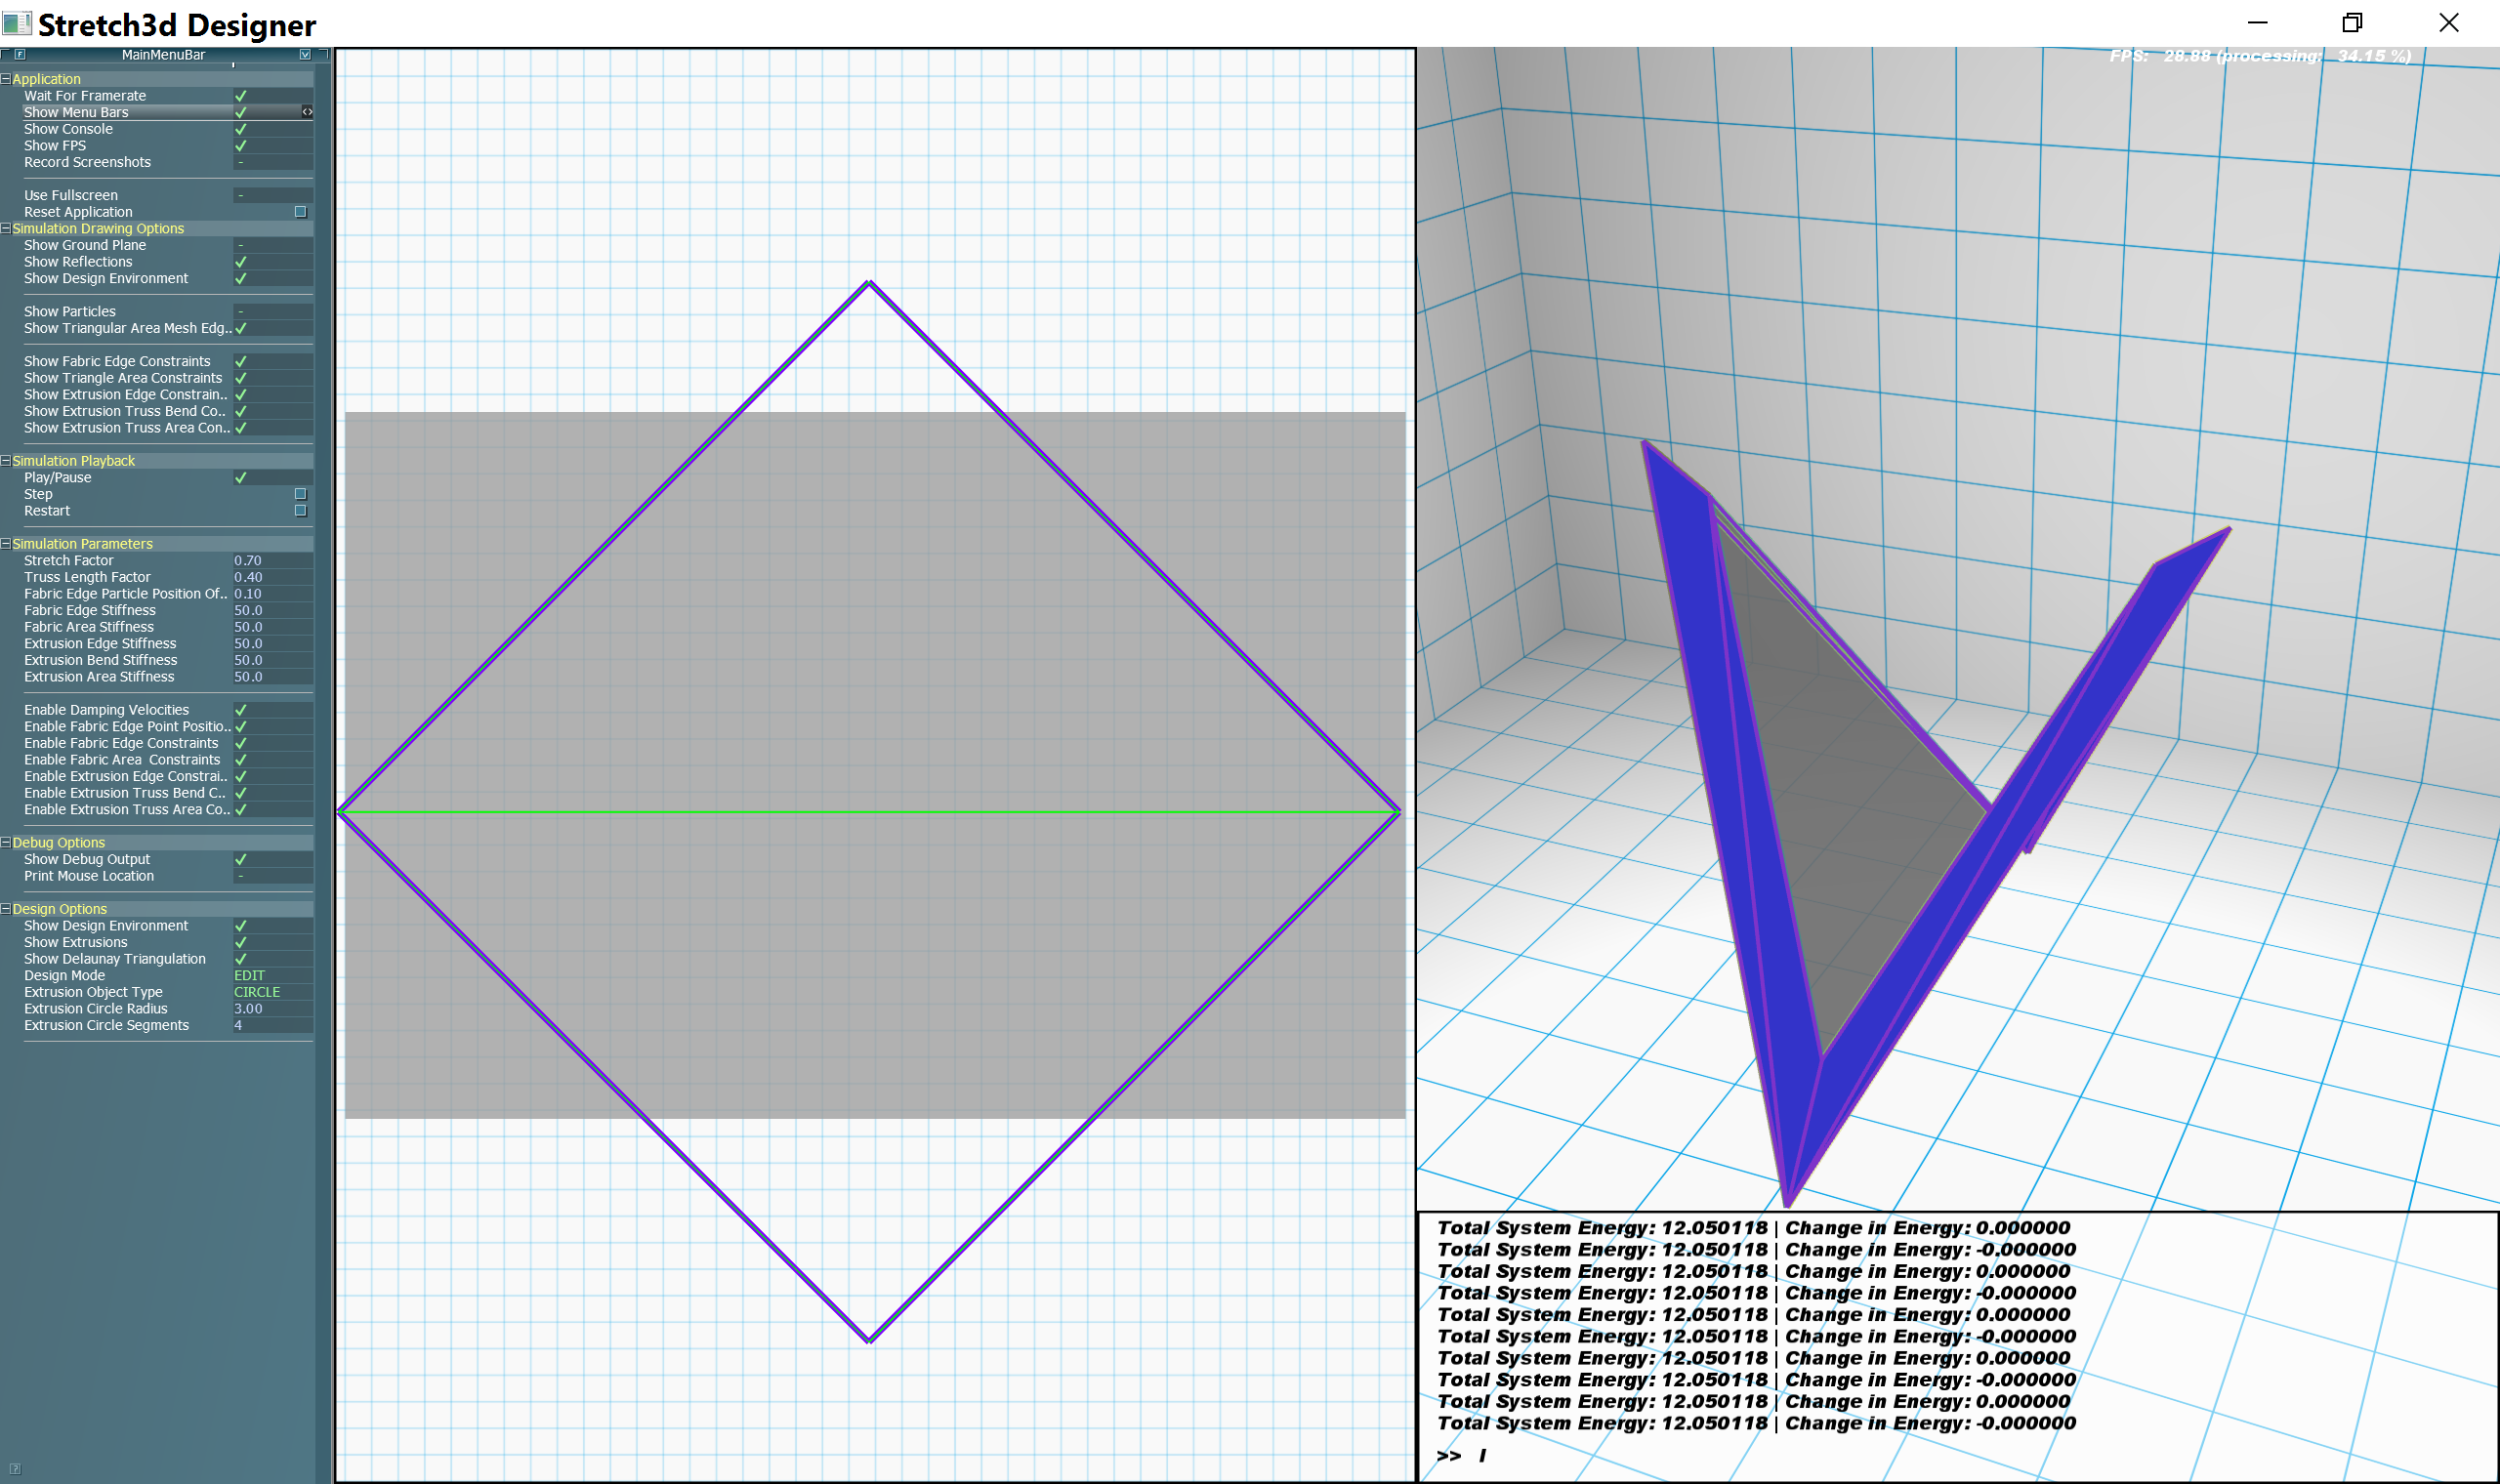 Stretch3d Designer
MainMenuBar
Application
Wait For Framerate
Show Menu Bars
Show Console
Show FPS
Record Screenshots -
Use Fullscreen -
Reset Application
Simulation Drawing Options
Show Ground Plane -
Show Reflections
Show Design Environment
Show Particles -
Show Triangular Area Mesh Edg..
Show Fabric Edge Constraints
Show Triangle Area Constraints
Show Extrusion Edge Constrain..
Show Extrusion Truss Bend Co..
Show Extrusion Truss Area Con..
Simulation Playback
Play/Pause
Step
Restart
Simulation Parameters
Stretch Factor 0.70
Truss Length Factor 0.40
Fabric Edge Particle Position Of.. 0.10
Fabric Edge Stiffness 50.0
Fabric Area Stiffness 50.0
Extrusion Edge Stiffness 50.0
Extrusion Bend Stiffness 50.0
Extrusion Area Stiffness 50.0
Enable Damping Velocities
Enable Fabric Edge Point Positio..
Enable Fabric Edge Constraints
Enable Fabric Area  Constraints
Enable Extrusion Edge Constrai..
Enable Extrusion Truss Bend C..
Enable Extrusion Truss Area Co..
Debug Options
Show Debug Output
Print Mouse Location -
Design Options
Show Design Environment
Show Extrusions
Show Delaunay Triangulation
Design Mode EDIT
Extrusion Object Type CIRCLE
Extrusion Circle Radius 3.00
Extrusion Circle Segments 4
?
FPS: 28.88 (processing: 34.15 %)
Total System Energy: 12.050118 | Change in Energy: 0.000000
Total System Energy: 12.050118 | Change in Energy: -0.000000
Total System Energy: 12.050118 | Change in Energy: 0.000000
Total System Energy: 12.050118 | Change in Energy: -0.000000
Total System Energy: 12.050118 | Change in Energy: 0.000000
Total System Energy: 12.050118 | Change in Energy: -0.000000
Total System Energy: 12.050118 | Change in Energy: 0.000000
Total System Energy: 12.050118 | Change in Energy: -0.000000
Total System Energy: 12.050118 | Change in Energy: 0.000000
Total System Energy: 12.050118 | Change in Energy: -0.000000
>> |